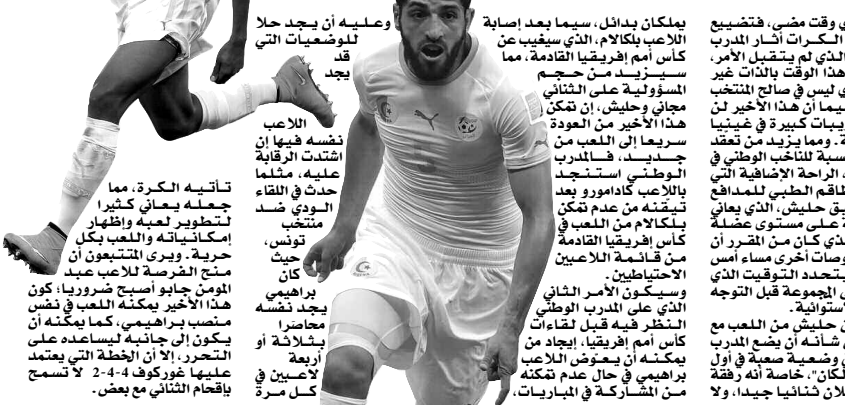 ي وقت مضى، فتضييع
الكرات أثار المدرب
الذي لم يتقبل الأمر،
هذا الوقت بالذات غير
ي ليس في صالح المنتخب
سيما أن هذا الأخير لن
ريبات كبيرة في غينيا
ة. ومما يزيد من تعقد
نسبة للناخب الوطني في
، الراحة الإضافية التي
طاقم الطبي للمدافع
يق حليش، الذي يعاني
ة على مستوى عضلة
لذي كان من المقرر أن
وصات أخرى مساء أمس
يتحدد التوقيت الذي
ى المجموعة قبل التوجه
استوائية.
ن حليش من اللعب مع
شأنه أن يضع المدرب
وضعية صعبة في أول
لكان"، خاصة أنه رفقة
لان ثنائيا جيدا، ولا
يملكان بدائل، سيما بعد إصابة
اللاعب بلكالام، الذي سيغيب عن
كأس أمم إفريقيا القادمة، مما
سيزيد من حجم
المسؤولية على الثنائي
مجاني وحليش، إن تمكن
هذا الأخير من العودة
سريعا إلى اللعب من
جديد، فالمدرب
الوطني استنجد
باللاعب كادامورو بعد
تيقنه من عدم تمكن
بلكالام من اللعب في
كأس إفريقيا القادمة
من قائمة اللاعبين
الاحتياطيين.
وسيكون الأمر الثاني
الذي على المدرب الوطني
النظر فيه قبل لقاءات
كأس أمم إفريقيا، إيجاد من
يمكنه أن يعوض اللاعب
براهيمي في حال عدم تمكنه
من المشاركة في المباريات،
وعليه أن يجد حلا
للوضعيات التي
قد
يجد
اللاعب
نفسه فيها إن
اشتدت الرقابة
عليه، مثلما
حدث في اللقاء
الودي ضد
منتخب
تونس،
حيث
كان
براهيمي
يجد نفسه
محاصرا
بثلاثة أو
أربعة
لاعبين في
كل مرة
تأتيه الكرة، مما
جعله يعاني كثيرا
لتطوير لعبه وإظهار
إمكانياته واللعب بكل
حرية. ويرى المتتبعون أن
منح الفرصة للاعب عبد
المومن جابو أصبح ضروريا؛ كون
هذا الأخير يمكنه اللعب في نفس
منصب براهيمي، كما يمكنه أن
يكون إلى جانبه ليساعده على
التحرر، إلا أن الخطة التي يعتمد
عليها غوركوف 4-4-2 لا تسمح
بإقحام الثنائي مع بعض.